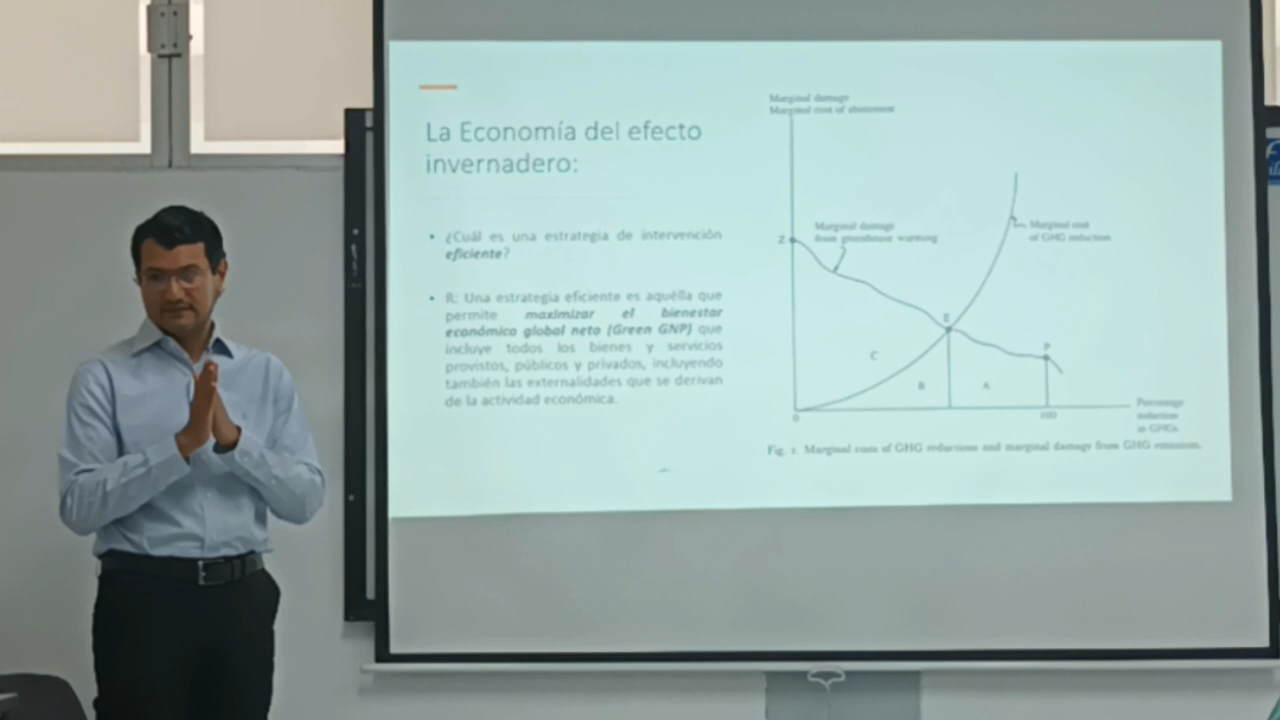 La Economía del efecto
invernadero:
• ¿Cuál es una estrategia de intervención
eficiente?
• R: Una estrategia eficiente es aquélla que
permite maximizar el bienestar
económico global neto (Green GNP) que
incluye todos los bienes y servicios
provistos, públicos y privados, incluyendo
también las externalidades que se derivan
de la actividad económica.
Marginal damage
Marginal cost of abatement
Marginal damage
from greenhouse warming
Marginal cost
of GHG reduction
Z
E
P
C
B
A
0
100
Percentage
reduction
in GHGs
Fig. 1. Marginal costs of GHG reductions and marginal damage from GHG emissions.